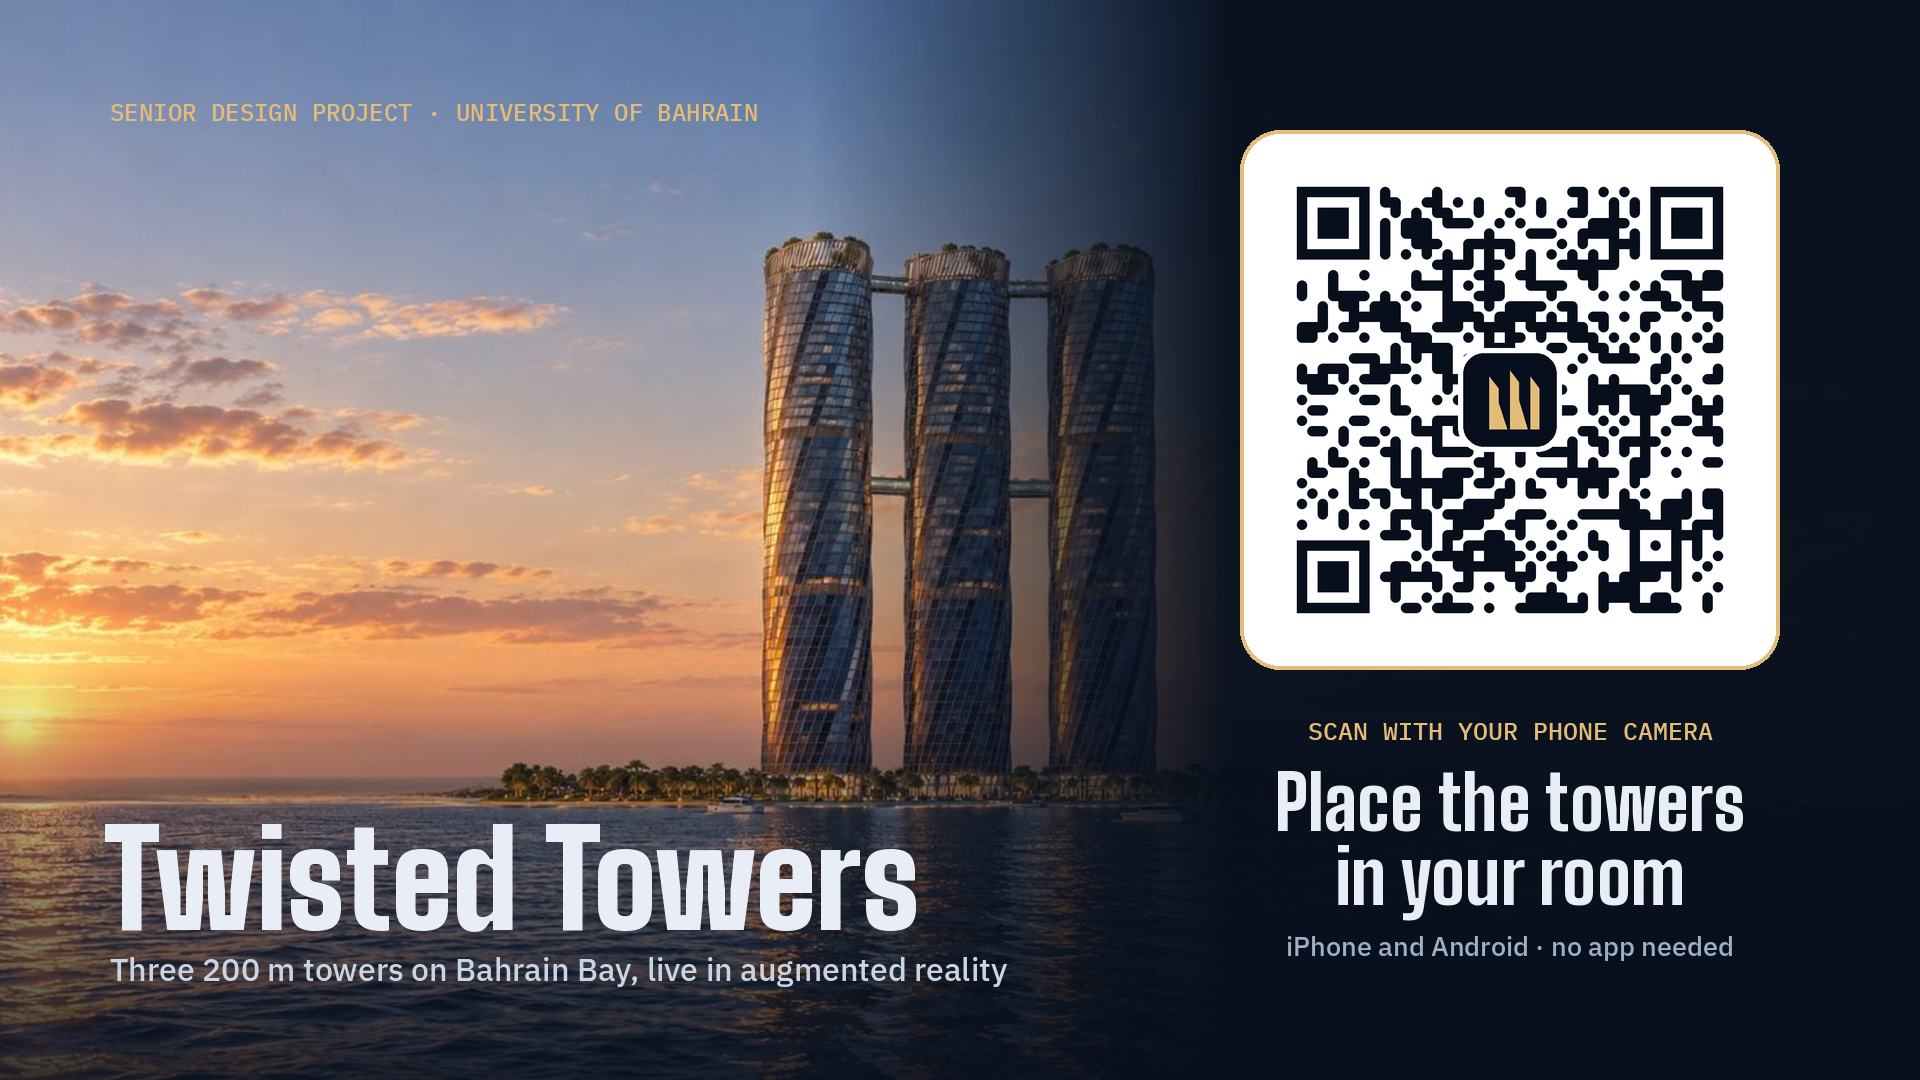 SENIOR DESIGN PROJECT · UNIVERSITY OF BAHRAIN
Twisted Towers
Three 200 m towers on Bahrain Bay, live in augmented reality
SCAN WITH YOUR PHONE CAMERA
Place the towers
in your room
iPhone and Android · no app needed